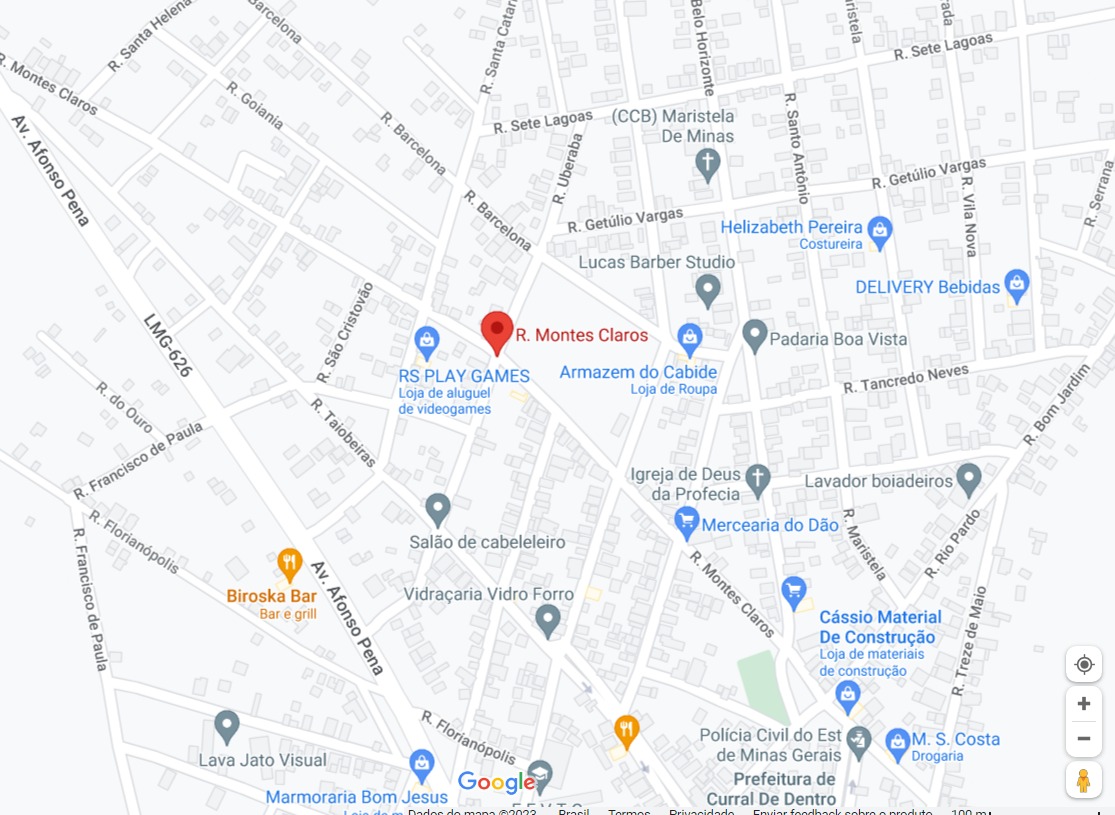 R. Santa Helena
Barcelona
R. Santa Catari
Belo Horizonte
aristela
rada
R. Sete Lagoas
R. Montes Claros
R. Goiania
R. Barcelona
R. Sete Lagoas
(CCB) Maristela
De Minas
R. Santo Antônio
Av. Afonso Pena
R. Uberaba
R. Getúlio Vargas
R. Vila Nova
R. Serrana
R. Barcelona
R. Getúlio Vargas
Helizabeth Pereira
Costureira
Lucas Barber Studio
DELIVERY Bebidas
R. São Cristovão
LMG-626
R. Montes Claros
Padaria Boa Vista
RS PLAY GAMES
Loja de aluguel
de videogames
Armazem do Cabide
Loja de Roupa
R. Tancredo Neves
R. Bom Jardim
R. do Ouro
R. Taiobeiras
R. Francisco de Paula
Igreja de Deus
da Profecia
Lavador boiadeiros
R. Florianópolis
Salão de cabeleleiro
Mercearia do Dão
R. Maristela
R. Rio Pardo
R. Francisco de Paula
Biroska Bar
Bar e grill
Av. Afonso Pena
Vidraçaria Vidro Forro
R. Montes Claros
Cássio Material
De Construção
Loja de materiais
de construção
R. Treze de Maio
R. Florianópolis
Lava Jato Visual
Polícia Civil do Est
de Minas Gerais
M. S. Costa
Drogaria
Prefeitura de
Curral De Dentro
Google
Marmoraria Bom Jesus
Dados do mapa ©2023 Brasil Termos Privacidade Enviar feedback sobre o produto 100 m